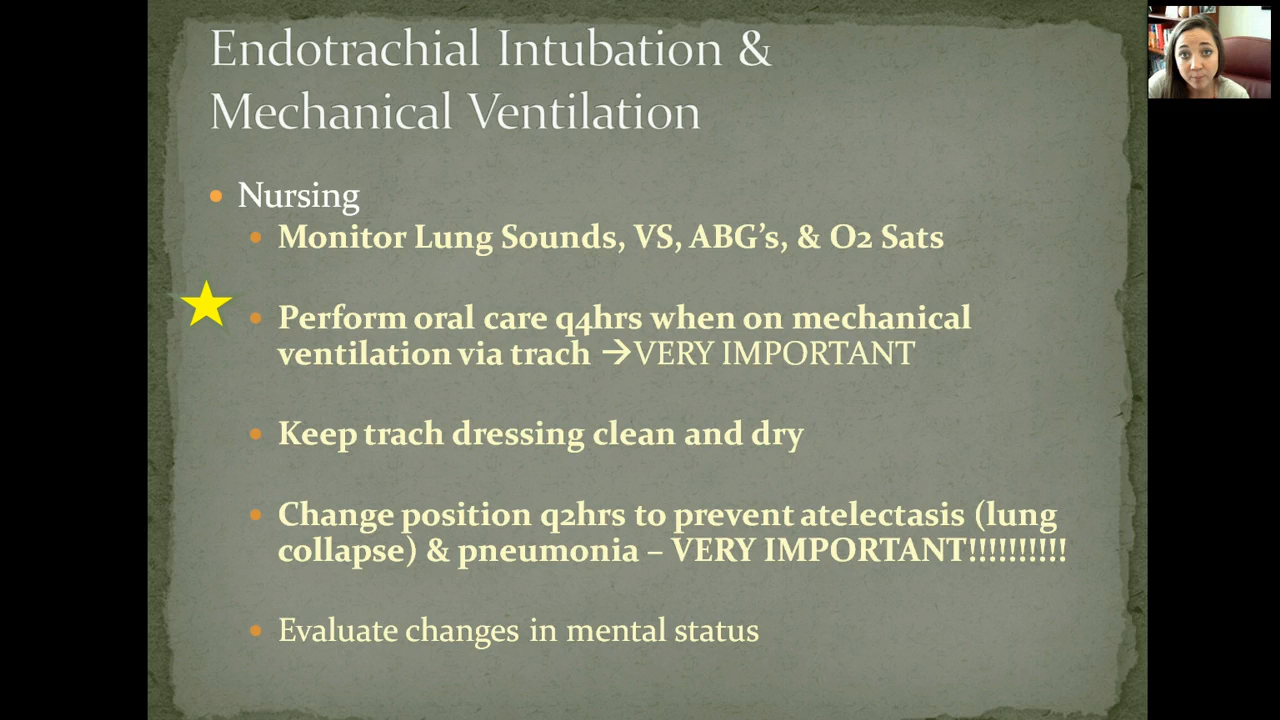 Endotrachial Intubation &
Mechanical Ventilation
• Nursing
• Monitor Lung Sounds, VS, ABG’s, & O2 Sats
• Perform oral care q4hrs when on mechanical
ventilation via trach →VERY IMPORTANT
• Keep trach dressing clean and dry
• Change position q2hrs to prevent atelectasis (lung
collapse) & pneumonia – VERY IMPORTANT!!!!!!!!!!
• Evaluate changes in mental status